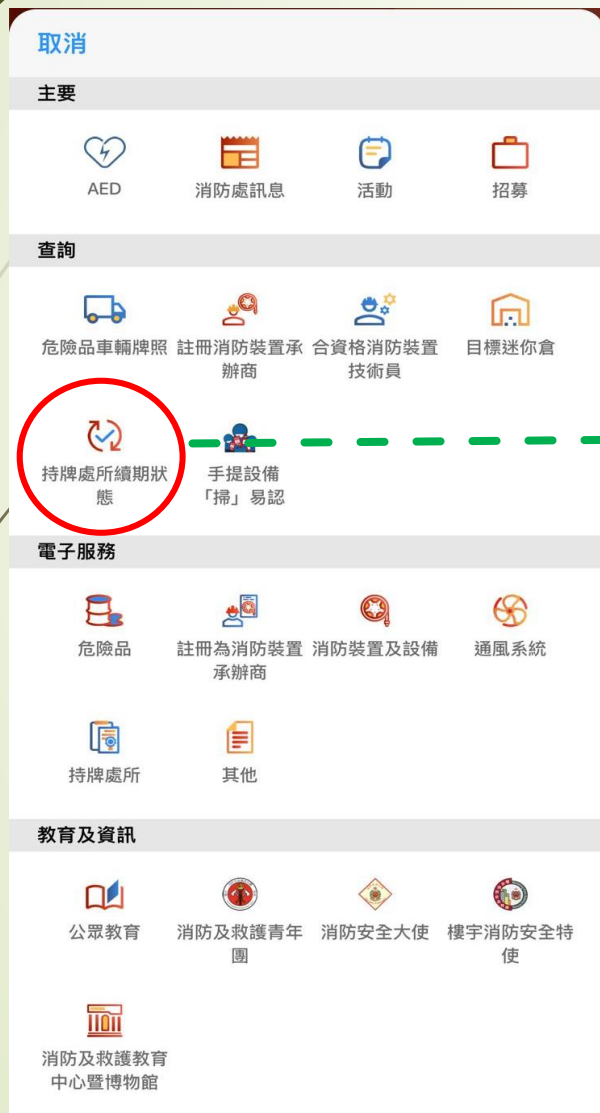 取消
主要
AED 消防處訊息 活動 招募
查詢
危險品車輛牌照 註冊消防裝置承 合資格消防裝置 目標迷你倉
辦商 技術員
持牌處所續期狀 手提設備
態 「掃」易認
電子服務
危險品 註冊為消防裝置 消防裝置及設備 通風系統
承辦商
持牌處所 其他
教育及資訊
公眾教育 消防及救護青年 消防安全大使 樓宇消防安全特
團 使
消防及救護教育
中心暨博物館